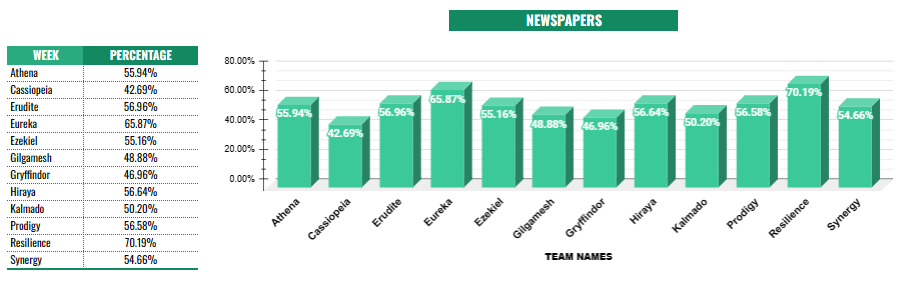 NEWSPAPERS
WEEK PERCENTAGE
Athena 55.94%
Cassiopeia 42.69%
Erudite 56.96%
Eureka 65.87%
Ezekiel 55.16%
Gilgamesh 48.88%
Gryffindor 46.96%
Hiraya 56.64%
Kalmado 50.20%
Prodigy 56.58%
Resilience 70.19%
Synergy 54.66%
80.00%
60.00%
40.00%
20.00%
0.00%
55.94% 42.69% 56.96% 65.87% 55.16% 48.88% 46.96% 56.64% 50.20% 56.58% 70.19% 54.66%
Athena Cassiopeia Erudite Eureka Ezekiel Gilgamesh Gryffindor Hiraya Kalmado Prodigy Resilience Synergy
TEAM NAMES